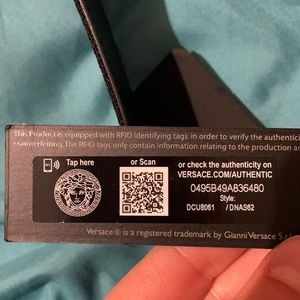 This Product is equipped with RFID identifying tags, in order to verify the authenticity
counterfeiting. The RFID tags only contain information relating to the production and
Tap here
or Scan
or check the authenticity on
VERSACE.COM/AUTHENTIC
0495B49A836480
Style:
DCU8061 / DNAS62
Versace® is a registered trademark by Gianni Versace S